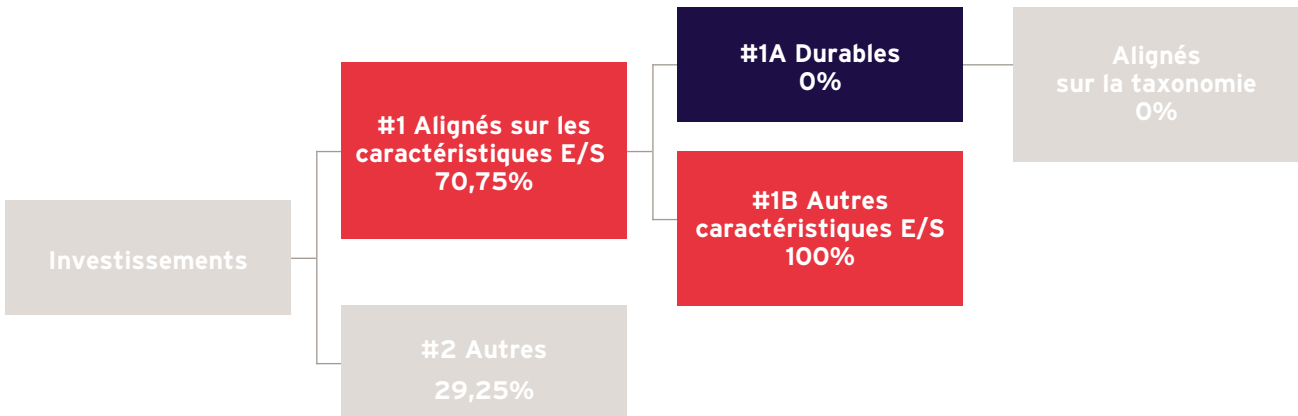 Investissements
#1 Alignés sur les
caractéristiques E/S
70,75%
#2 Autres
29,25%
#1A Durables
0%
#1B Autres
caractéristiques E/S
100%
Alignés
sur la taxonomie
0%